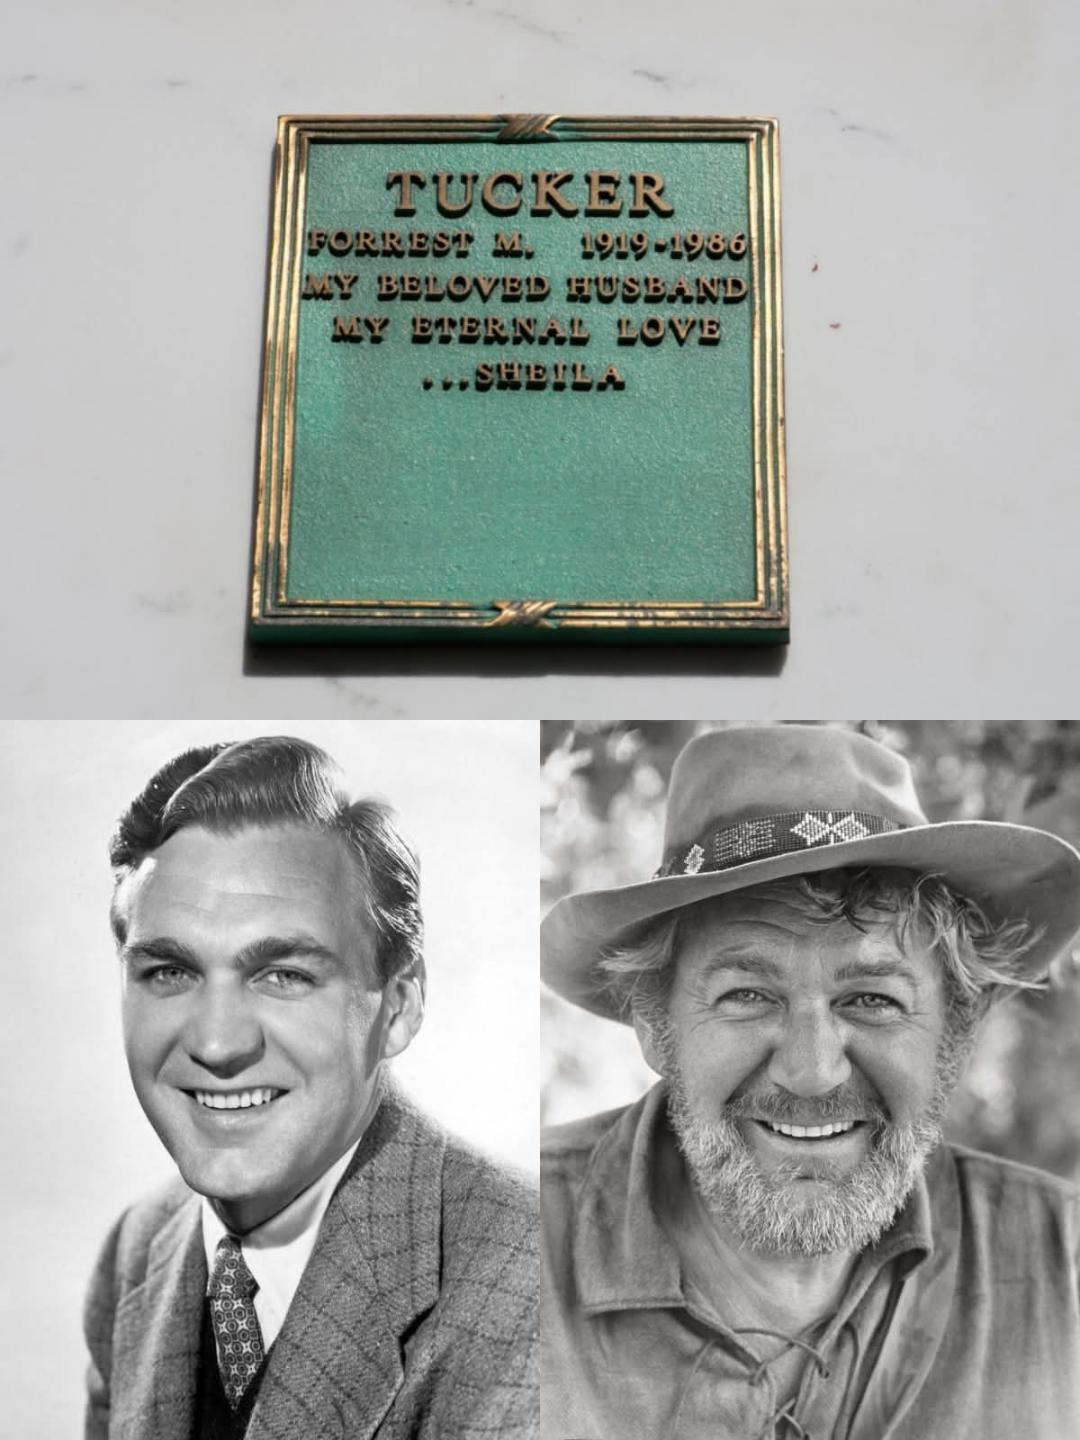 TUCKER
FORREST M. 1919-1986
MY BELOVED HUSBAND
MY ETERNAL LOVE
...SHEILA